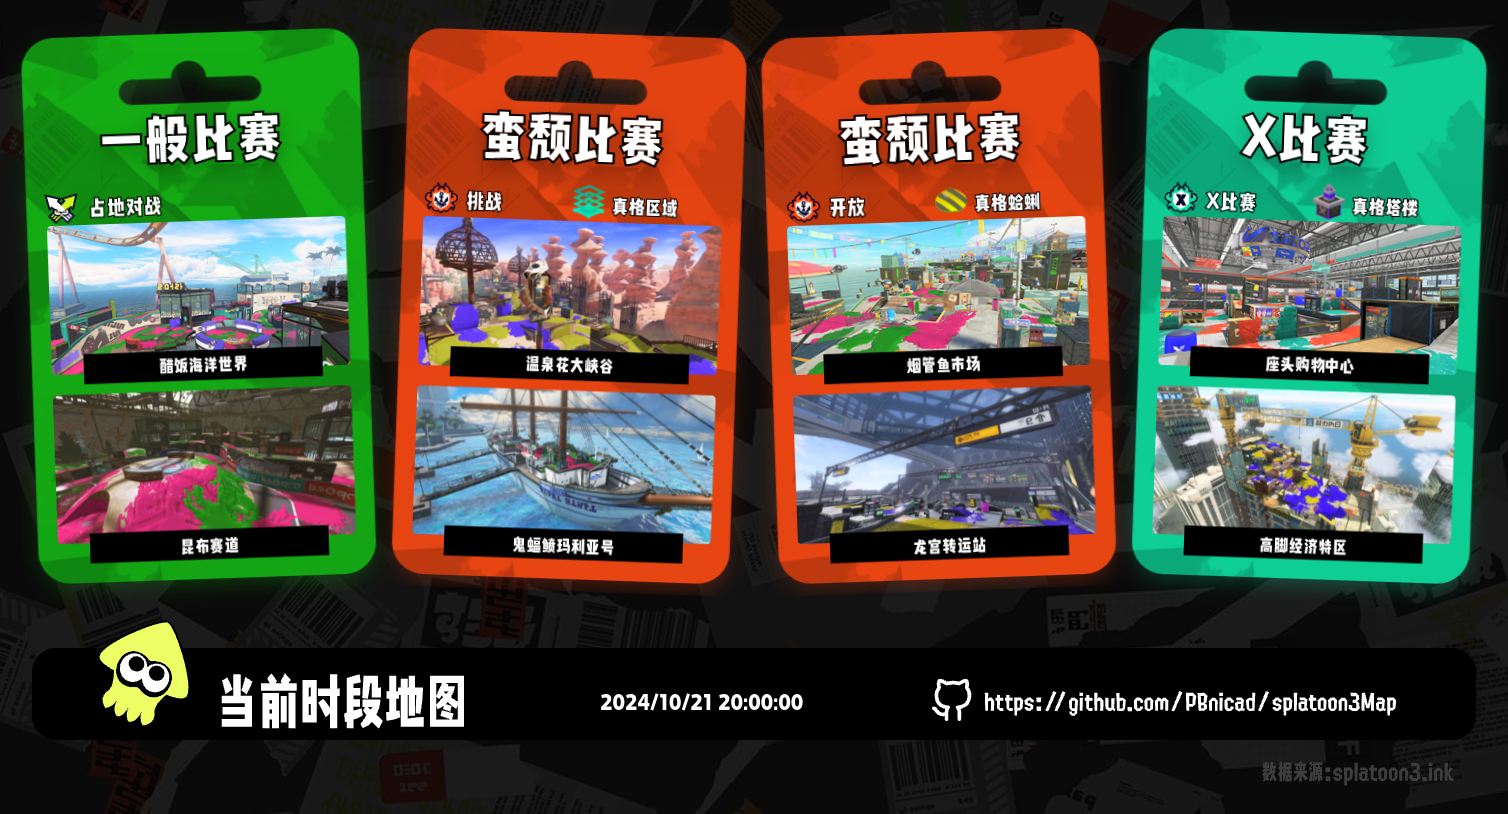 一般比赛
占地对战
醋饭海洋世界
昆布赛道
蛮颓比赛
挑战
真格区域
温泉花大峡谷
鬼蝠鲼玛利亚号
蛮颓比赛
开放
真格蛤蜊
烟管鱼市场
龙宫转运站
X比赛
X比赛
真格塔楼
座头购物中心
高脚经济特区
当前时段地图
2024/10/21 20:00:00
https://github.com/PBnicad/splatoon3Map
数据来源:splatoon3.ink